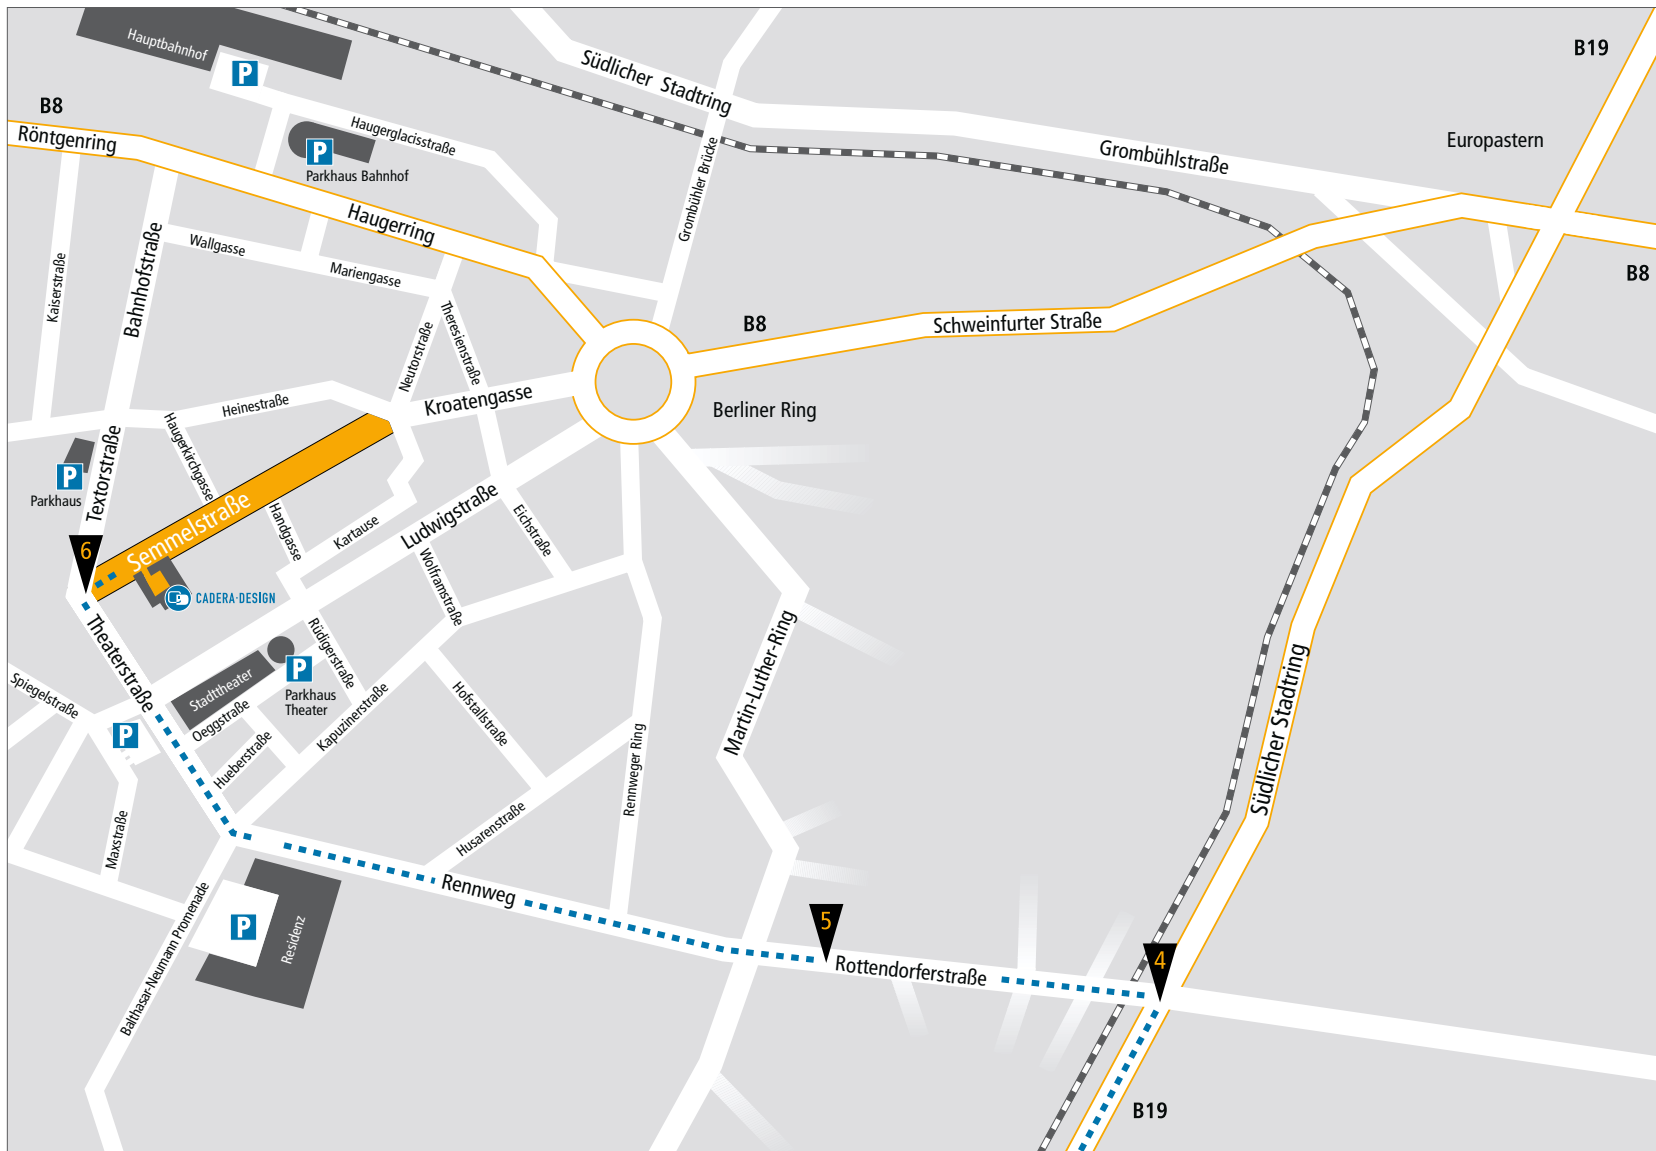 Hauptbahnhof
P
Südlicher Stadtring
B19
B8
Röntgenring
Haugerglacisstraße
P
Parkhaus Bahnhof
Grombühler Brücke
Grombühlstraße
Europastern
Haugerring
Wallgasse
Mariengasse
Kaiserstraße
Bahnhofstraße
B8
Neutorstraße
Theresienstraße
B8
Schweinfurter Straße
Kroatengasse
Berliner Ring
Heinestraße
Haugerkirchgasse
Textorstraße
P
Parkhaus
Semmelstraße
Handgasse
Kartause
Ludwigstraße
Eichstraße
Wolframstraße
6
CADERA·DESIGN
Theaterstraße
Rüdigerstraße
Martin-Luther-Ring
Spiegelstraße
Stadttheater
P
Parkhaus
Theater
Oeggstraße
Hueberstraße
Kapuzinerstraße
Hofstallstraße
P
Rennweger Ring
Südlicher Stadtring
Maxstraße
Husarenstraße
Rennweg
Balthasar-Neumann Promenade
P
Residenz
5
Rottendorferstraße
4
B19